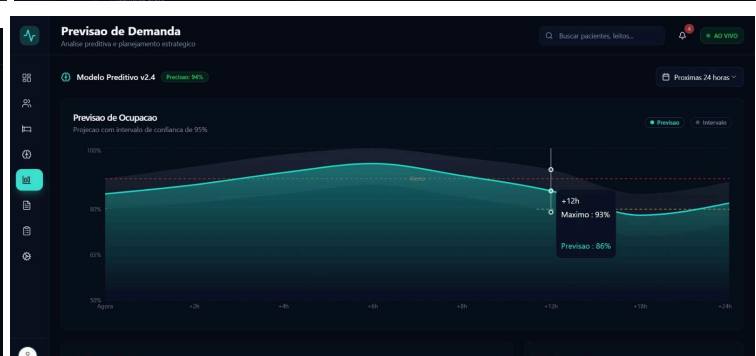 Previsao de Demanda
Analise preditiva e planejamento estrategico
Buscar pacientes, leitos...
4
AO VIVO
Modelo Preditivo v2.4
Precisao: 94%
Proximas 24 horas
Previsao de Ocupacao
Projecao com intervalo de confianca de 95%
Previsao
Intervalo
100%
Alerta
80%
65%
50%
+12h
Maximo : 93%
Previsao : 86%
Agora
+2h
+4h
+6h
+8h
+12h
+18h
+24h